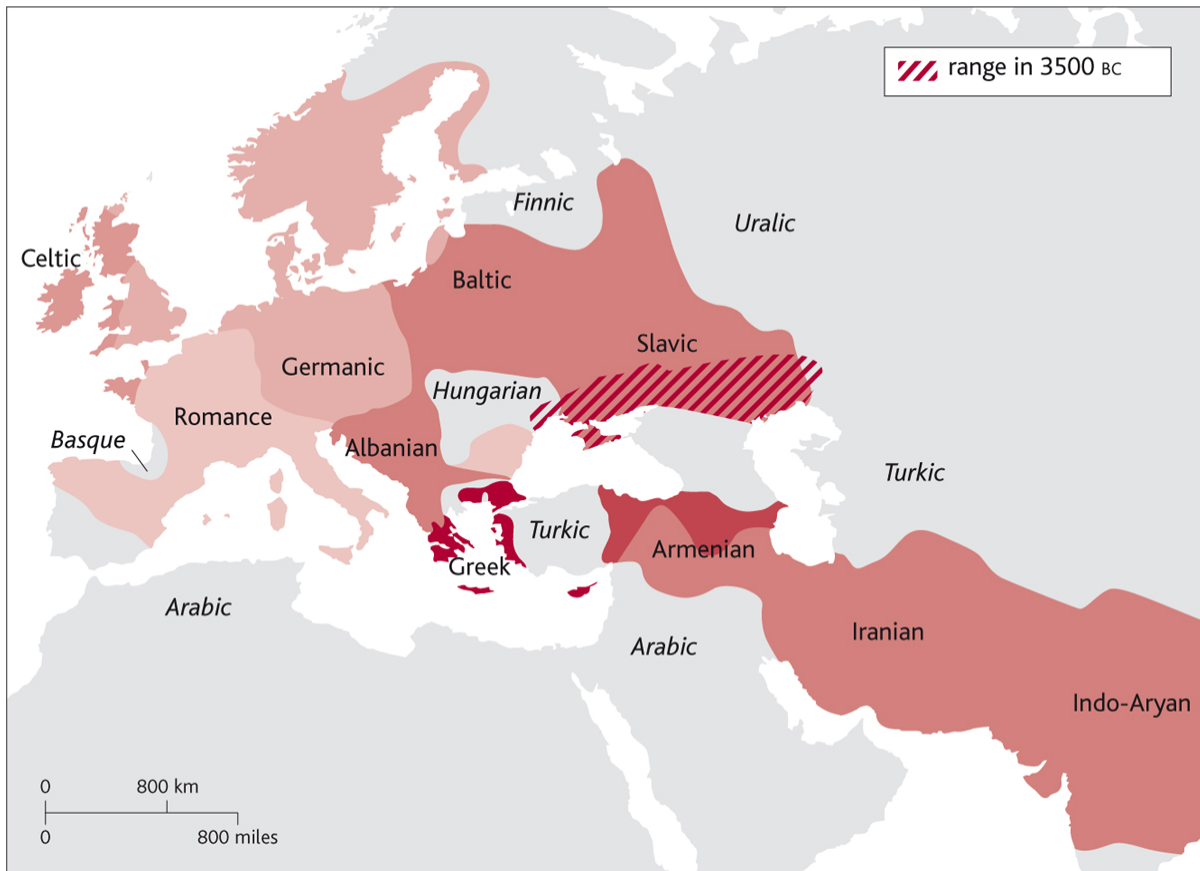 range in 3500 BC
Finnic
Uralic
Celtic
Baltic
Slavic
Germanic
Hungarian
Romance
Basque
Albanian
Turkic
Turkic
Armenian
Greek
Arabic
Iranian
Arabic
Indo-Aryan
0 800 km
0 800 miles